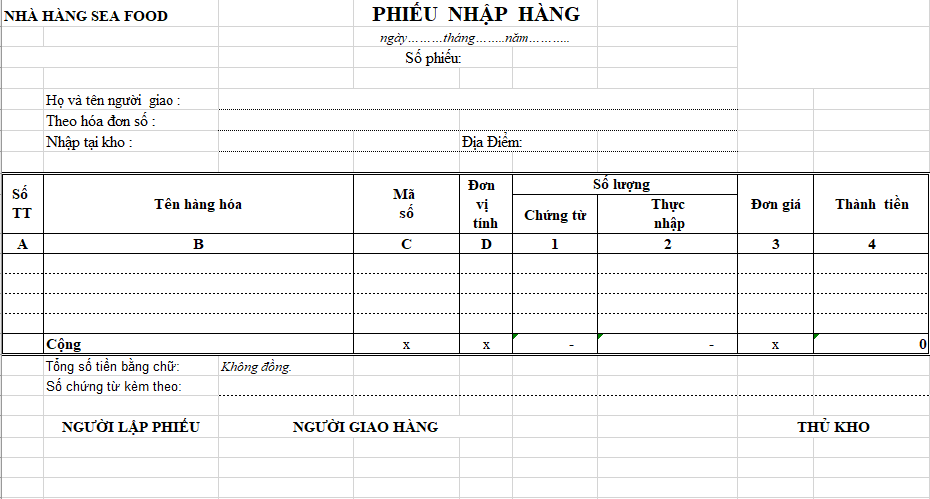 NHÀ HÀNG SEA FOOD
PHIẾU NHẬP HÀNG
ngày………tháng……..năm………..
Số phiếu:
Họ và tên người giao :
Theo hóa đơn số :
Nhập tại kho :
Địa Điểm:
Số TT
Tên hàng hóa
Mã số
Đơn vị tính
Số lượng
Chứng từ
Thực nhập
Đơn giá
Thành tiền
A B C D 1 2 3 4
Cộng x x - - x 0
Tổng số tiền bằng chữ: Không đồng.
Số chứng từ kèm theo:
NGƯỜI LẬP PHIẾU NGƯỜI GIAO HÀNG THỦ KHO